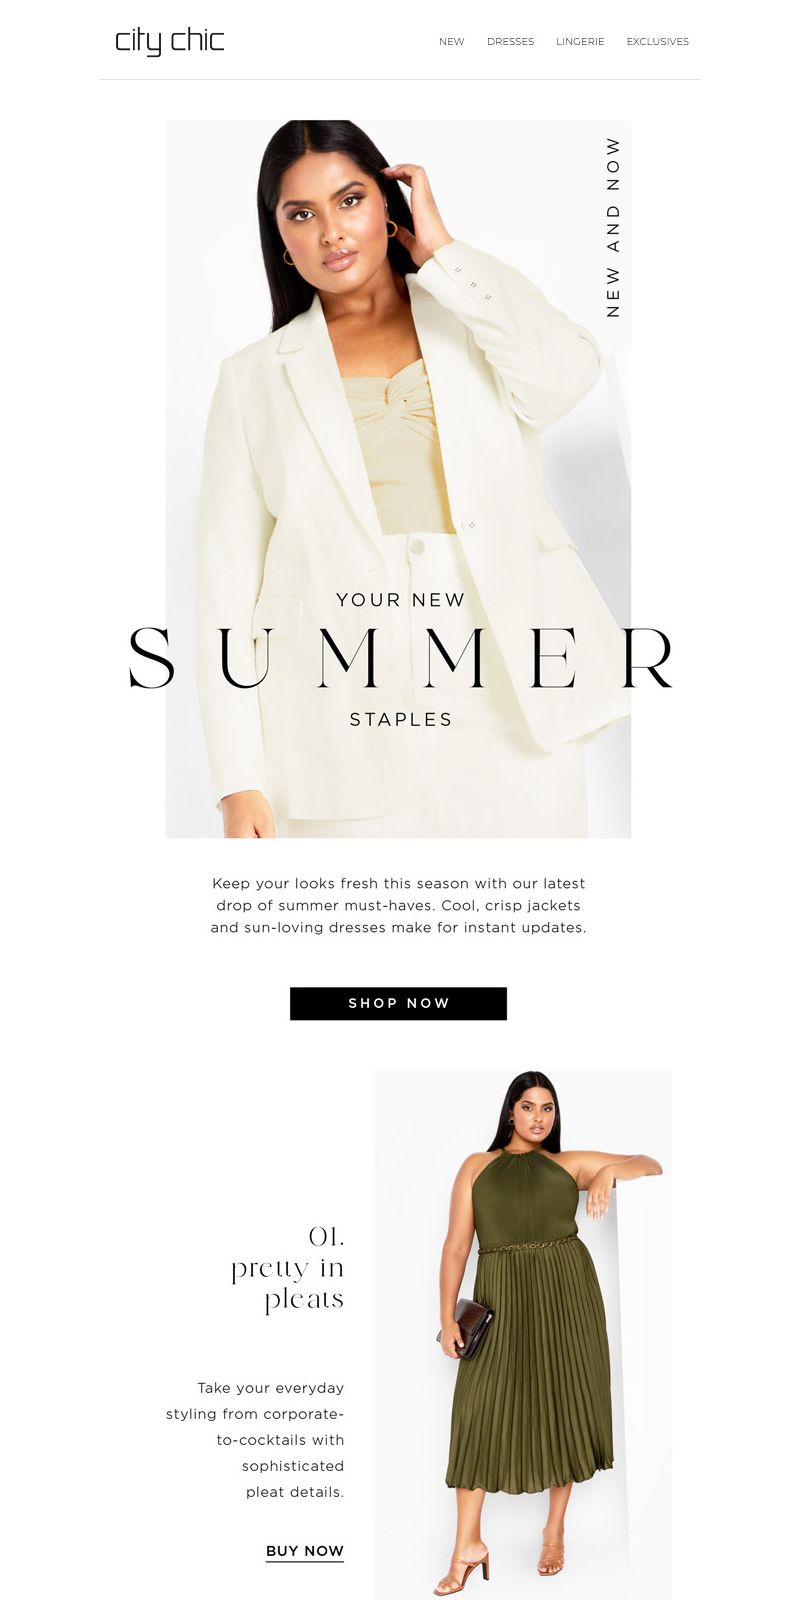 city chic
NEW DRESSES LINGERIE EXCLUSIVES
NEW AND NOW
YOUR NEW
SUMMER
STAPLES
Keep your looks fresh this season with our latest
drop of summer must-haves. Cool, crisp jackets
and sun-loving dresses make for instant updates.
SHOP NOW
01.
pretty in
pleats
Take your everyday
styling from corporate-
to-cocktails with
sophisticated
pleat details.
BUY NOW